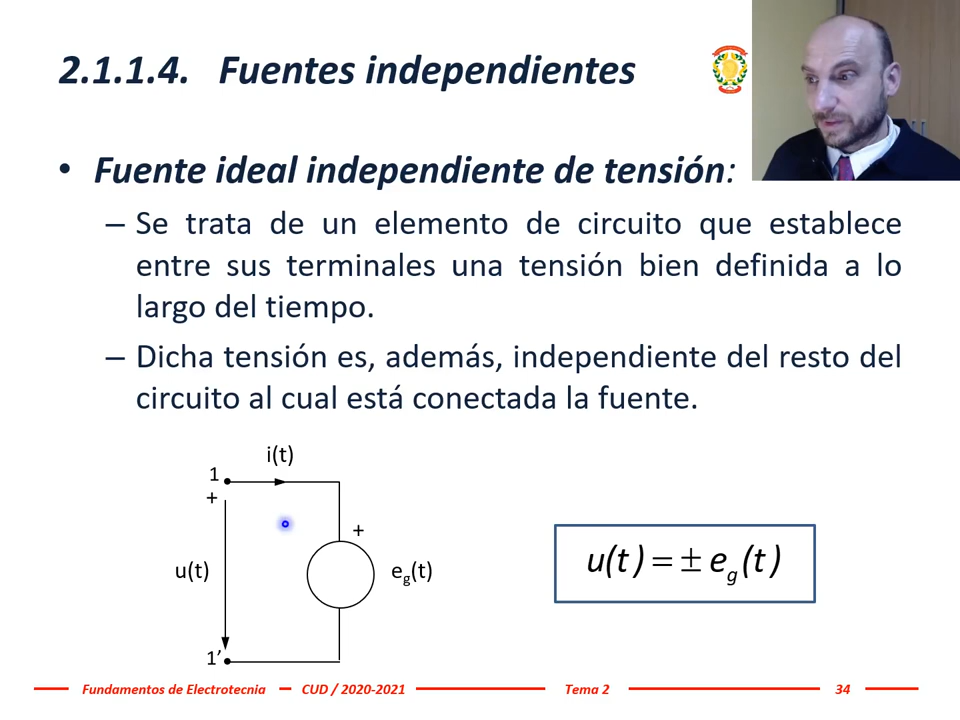 2.1.1.4. Fuentes independientes
• Fuente ideal independiente de tensión:
– Se trata de un elemento de circuito que establece
entre sus terminales una tensión bien definida a lo
largo del tiempo.
– Dicha tensión es, además, independiente del resto del
circuito al cual está conectada la fuente.
i(t)
1
+
+
u(t)
eg(t)
1’
u(t) = ± eg(t)
Fundamentos de Electrotecnia
CUD / 2020-2021
Tema 2
34